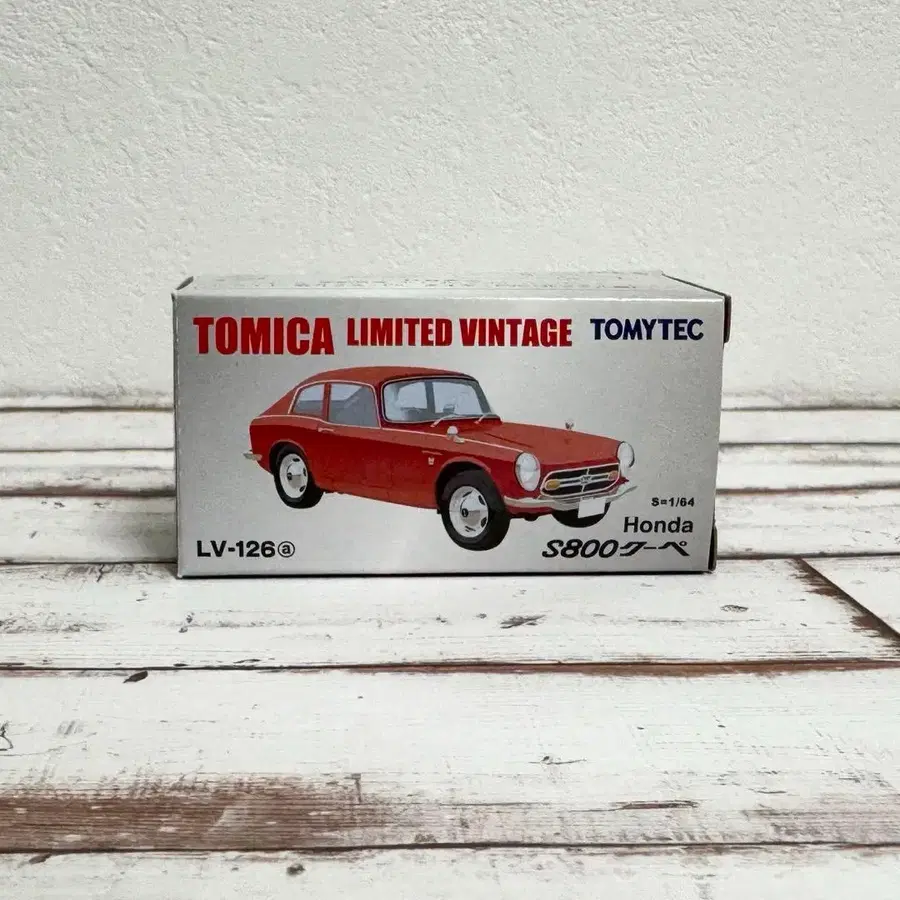 TOMICA LIMITED VINTAGE TOMYTEC
S=1/64
Honda
LV-126ⓐ S800クーペ